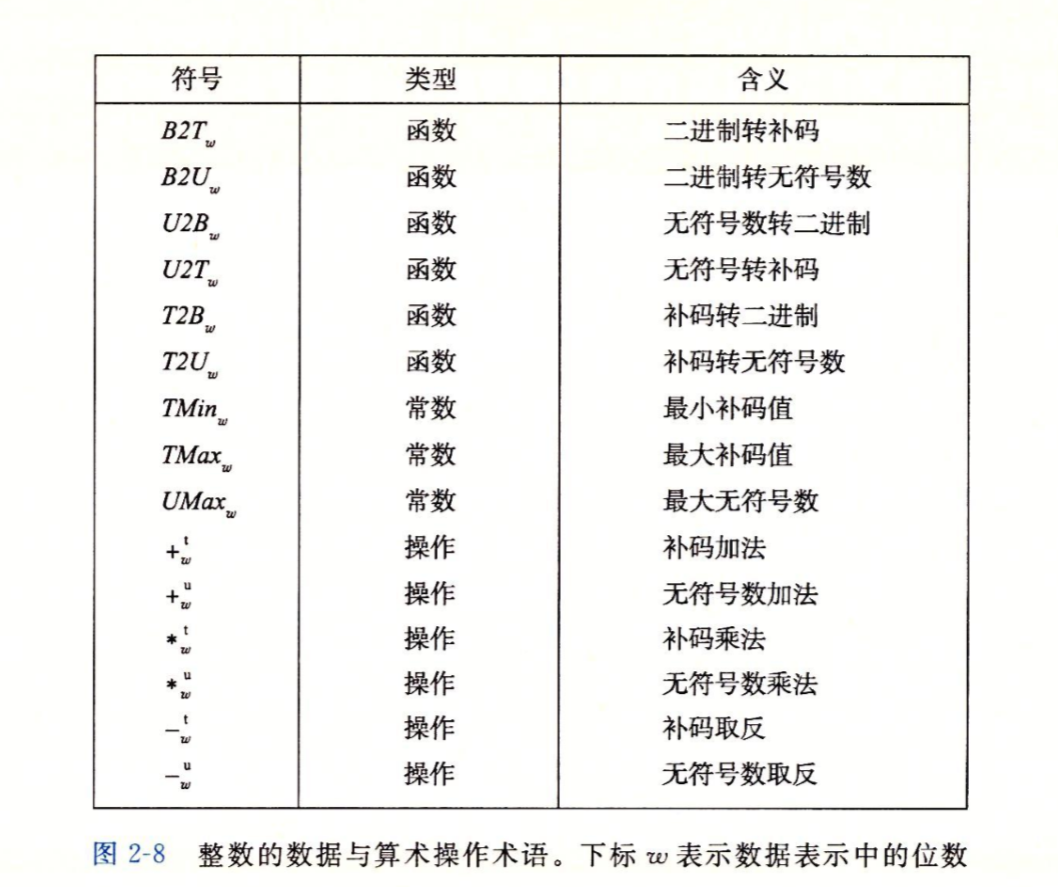 符号 类型 含义
B2T_w 函数 二进制转补码
B2U_w 函数 二进制转无符号数
U2B_w 函数 无符号数转二进制
U2T_w 函数 无符号转补码
T2B_w 函数 补码转二进制
T2U_w 函数 补码转无符号数
TMin_w 常数 最小补码值
TMax_w 常数 最大补码值
UMax_w 常数 最大无符号数
+^t_w 操作 补码加法
+^u_w 操作 无符号数加法
*^t_w 操作 补码乘法
*^u_w 操作 无符号数乘法
-^t_w 操作 补码取反
-^u_w 操作 无符号数取反
图 2-8 整数的数据与算术操作术语。下标 w 表示数据表示中的位数